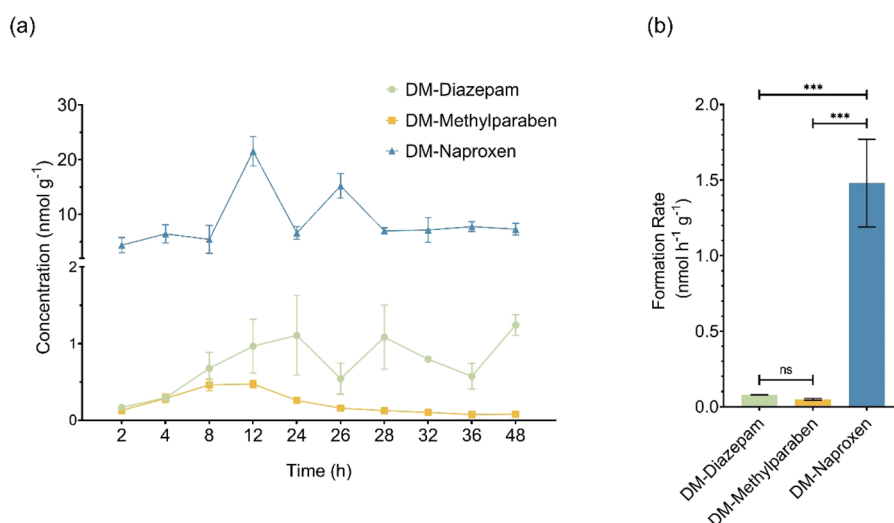 (a)
DM-Diazepam
DM-Methylparaben
DM-Naproxen
Concentration (nmol g⁻¹)
30
20
10
2
1
0
2 4 8 12 24 26 28 32 36 48
Time (h)
(b)
***
***
ns
Formation Rate
(nmol h⁻¹ g⁻¹)
2.0
1.5
1.0
0.5
0.0
DM-Diazepam
DM-Methylparaben
DM-Naproxen